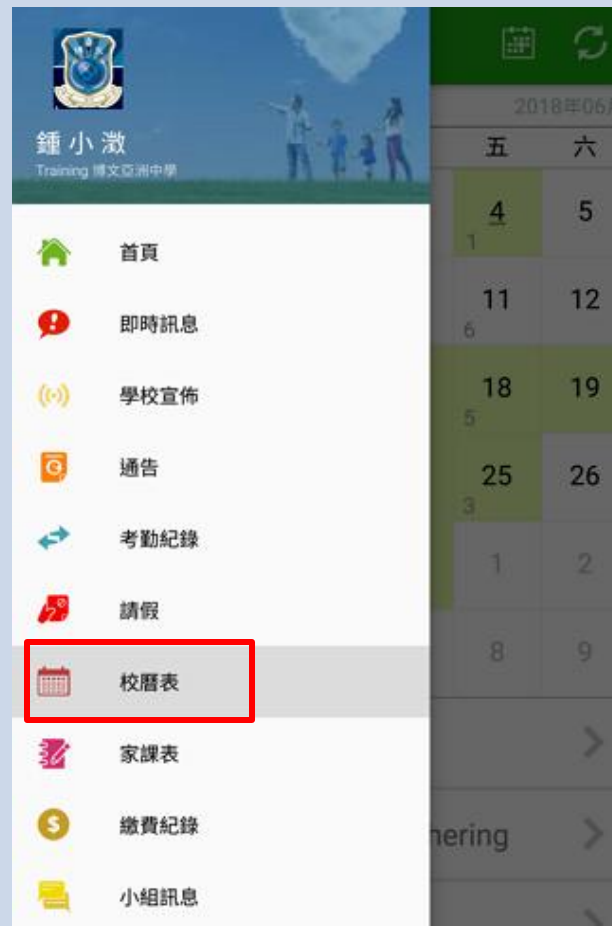 鍾小澂
Training 博文亞洲中學
首頁
即時訊息
學校宣佈
通告
考勤紀錄
請假
校曆表
家課表
繳費紀錄
小組訊息
2018年06月
五 六
4 5
1
11 12
6
18 19
5
25 26
3
1 2
8 9
hering